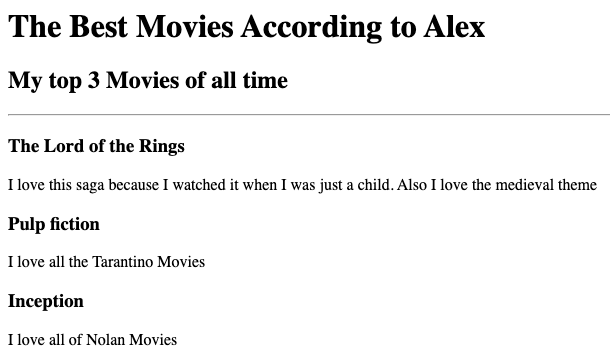 The Best Movies According to Alex
My top 3 Movies of all time
The Lord of the Rings
I love this saga because I watched it when I was just a child. Also I love the medieval theme
Pulp fiction
I love all the Tarantino Movies
Inception
I love all of Nolan Movies